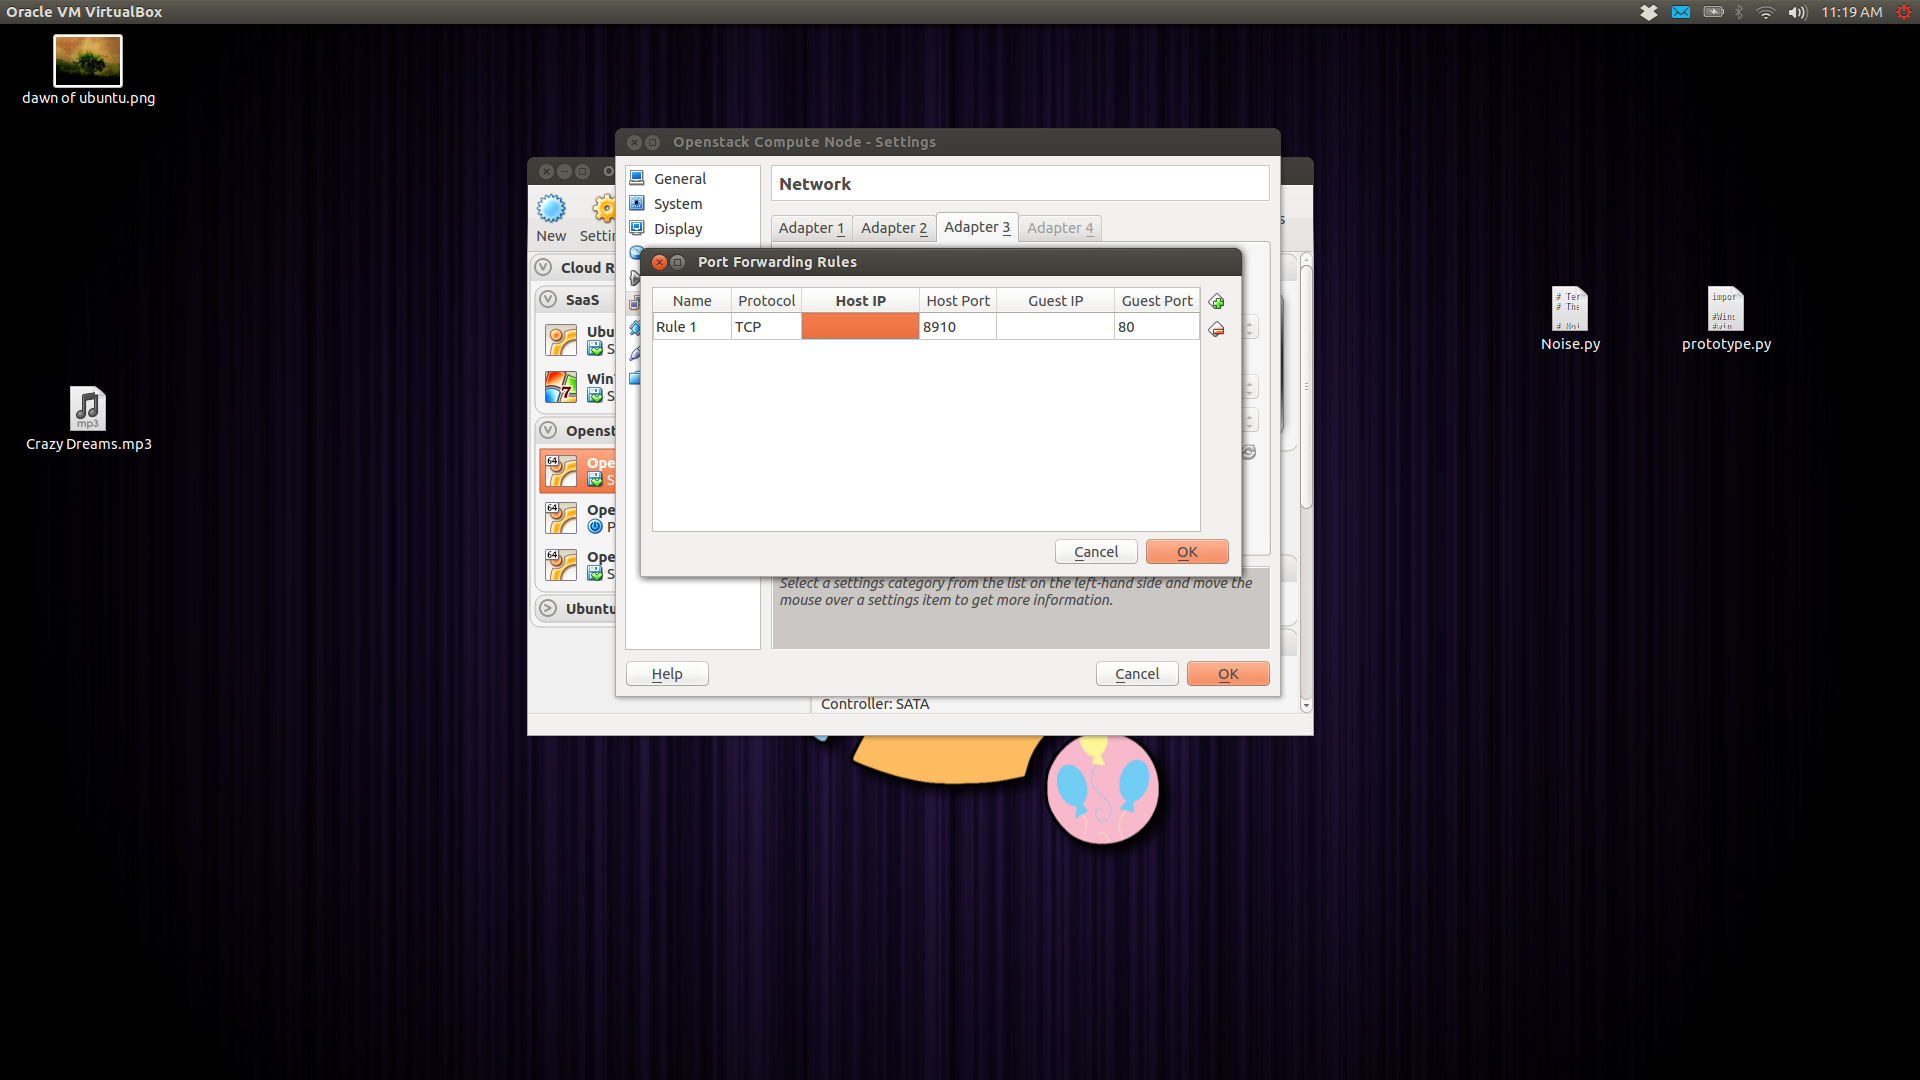 Oracle VM VirtualBox
11:19 AM
dawn of ubuntu.png
Crazy Dreams.mp3
mp3
Noise.py
prototype.py
Openstack Compute Node - Settings
General
System
Display
Network
Adapter 1 Adapter 2 Adapter 3 Adapter 4
New
Cloud R
SaaS
Ubu
S
Win
S
Openst
64
Ope
S
64
Ope
P
64
Ope
S
Ubuntu
Port Forwarding Rules
Name Protocol Host IP Host Port Guest IP Guest Port
Rule 1 TCP 8910 80
Cancel OK
Select a settings category from the list on the left-hand side and move the
mouse over a settings item to get more information.
Help Cancel OK
Controller: SATA